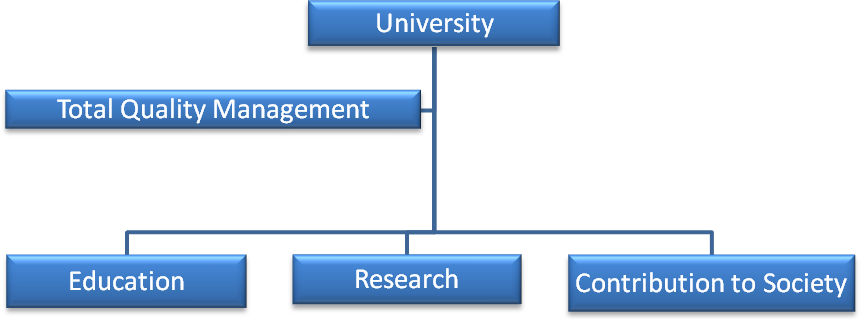 University
Total Quality Management
Education
Research
Contribution to Society